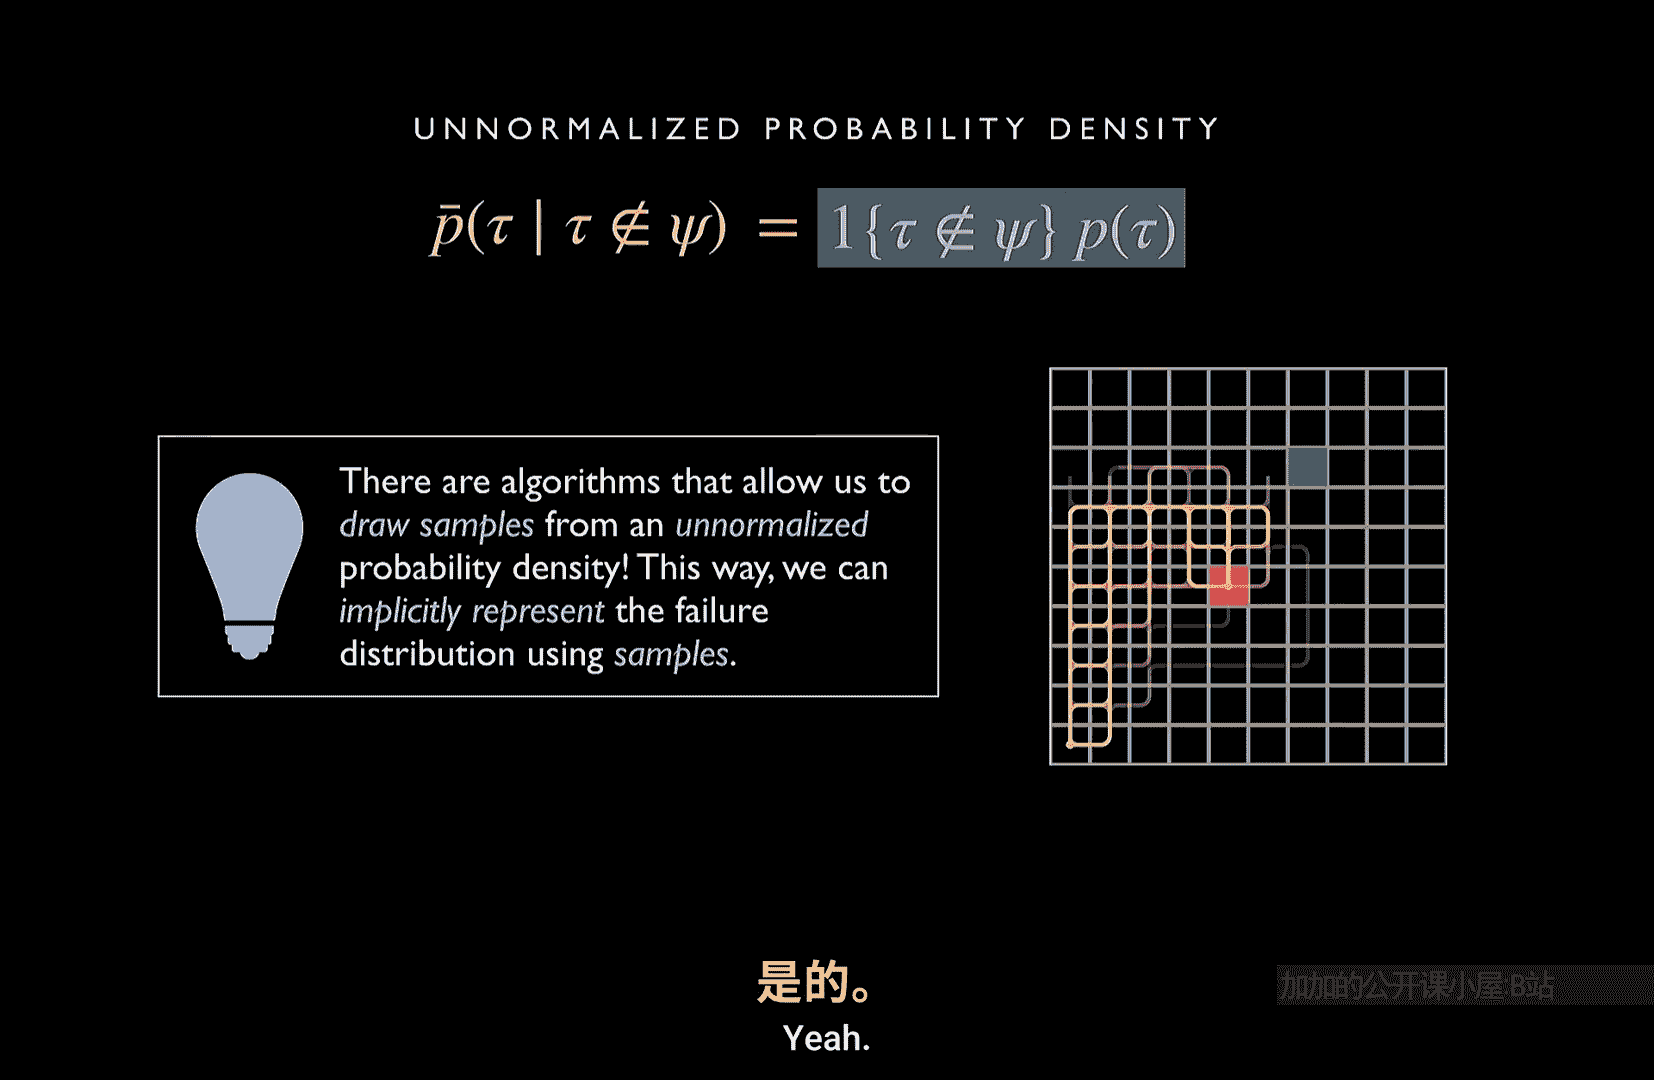 UNNORMALIZED PROBABILITY DENSITY
p̄(τ | τ ∉ ψ) = 1{τ ∉ ψ} p(τ)
There are algorithms that allow us to
draw samples from an unnormalized
probability density! This way, we can
implicitly represent the failure
distribution using samples.
是的。
Yeah.
加加的公开课小屋:B站